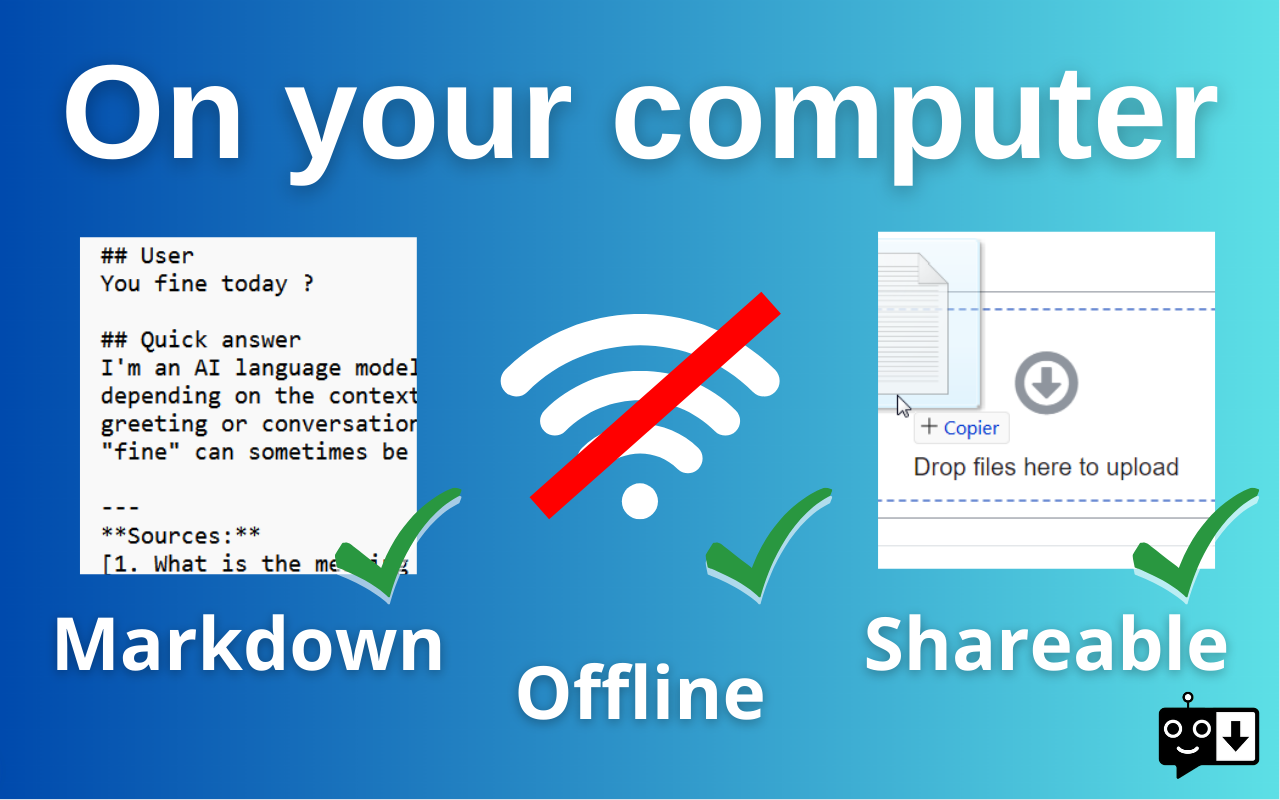 On your computer
## User
You fine today ?
## Quick answer
I'm an AI language model
depending on the context
greeting or conversation
"fine" can sometimes be
---
**Sources:**
[1. What is the meaning
Markdown
Offline
+ Copier
Drop files here to upload
Shareable